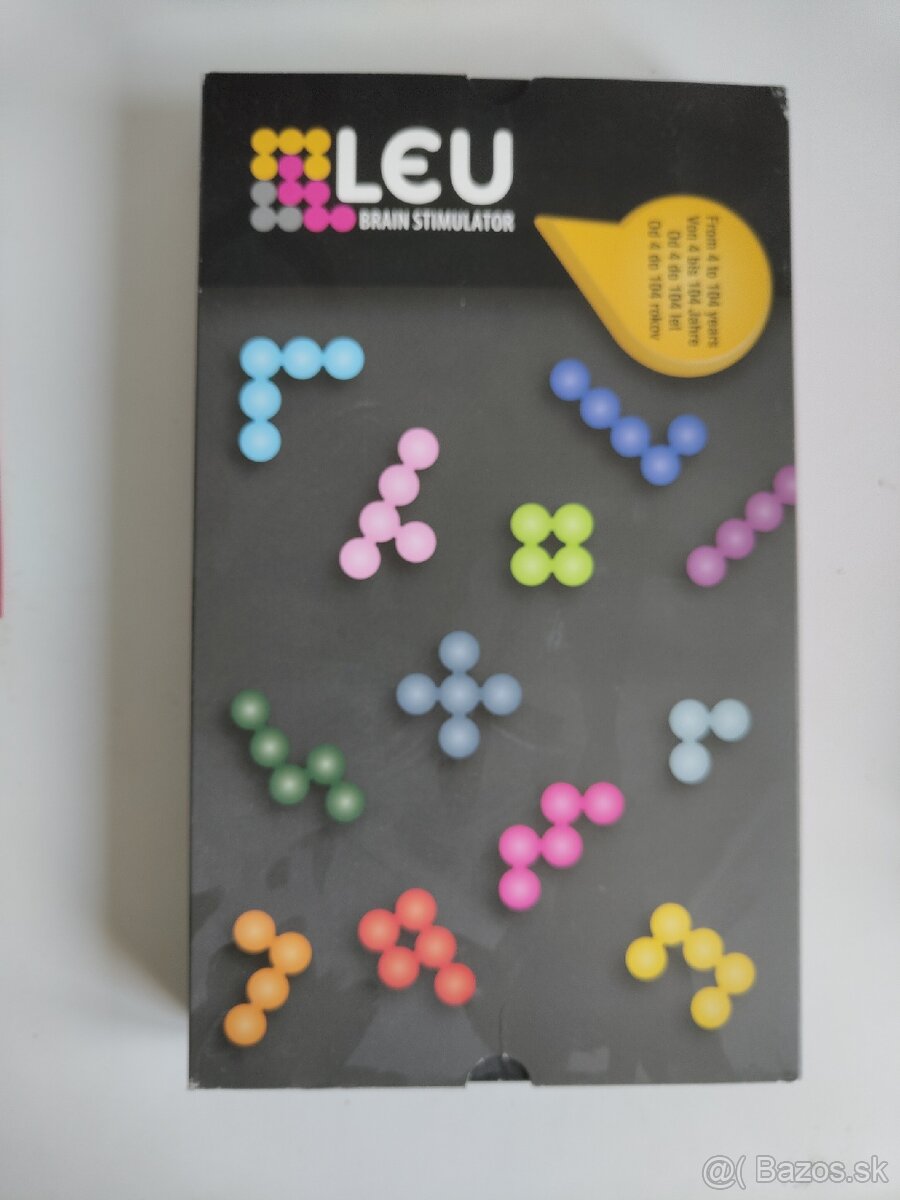 LEU
BRAIN STIMULATOR
From 4 to 104 years
Von 4 bis 104 Jahre
Od 4 do 104 let
Od 4 do 104 rokov
@( Bazos.sk